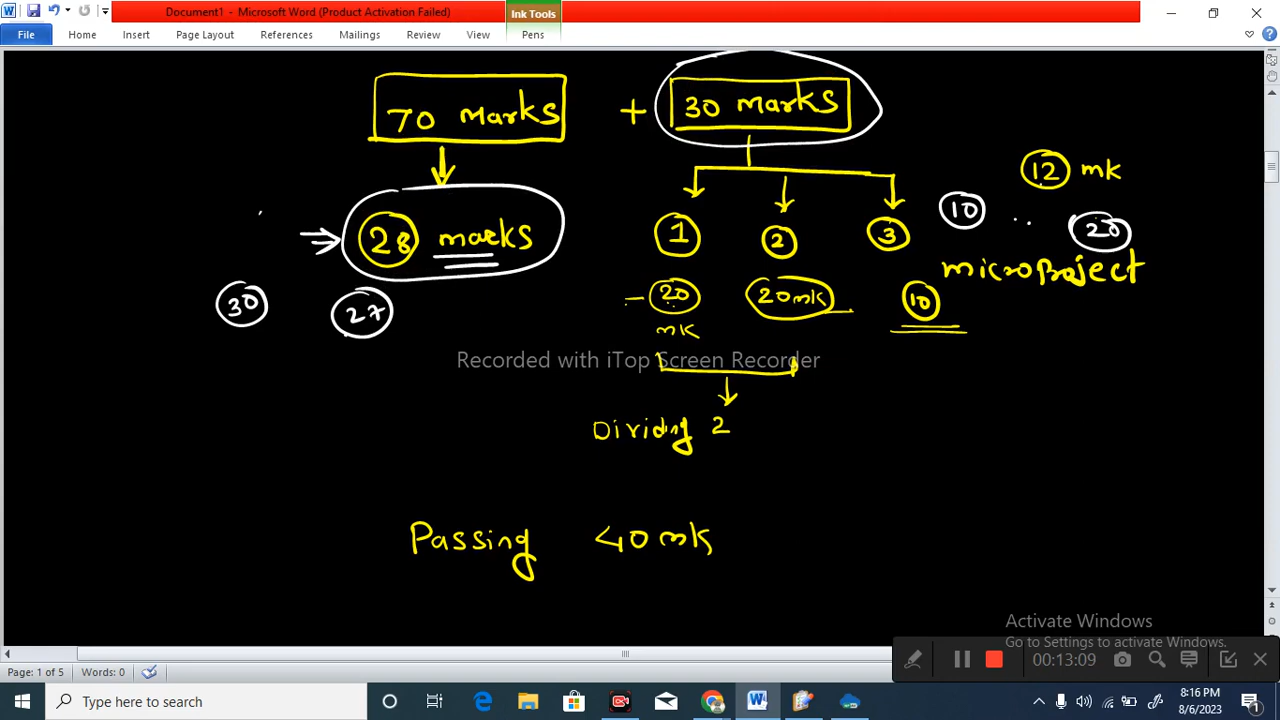 Document1 - Microsoft Word (Product Activation Failed)
Ink Tools
File Home Insert Page Layout References Mailings Review View Pens
70 marks + 30 marks
12 mk
28 marks 1 2 3 10 .. 20
microproject
30 27 20 mk 20mk 10
Recorded with iTop Screen Recorder
Dividing 2
Passing 40 mk
Activate Windows
Go to Settings to activate Windows.
00:13:09
Page: 1 of 5 Words: 0
Type here to search
8:16 PM
8/6/2023